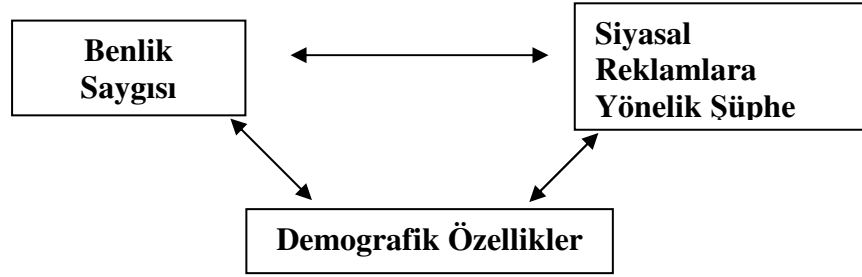 Benlik
Saygısı
Siyasal
Reklamlara
Yönelik Şüphe
Demografik Özellikler